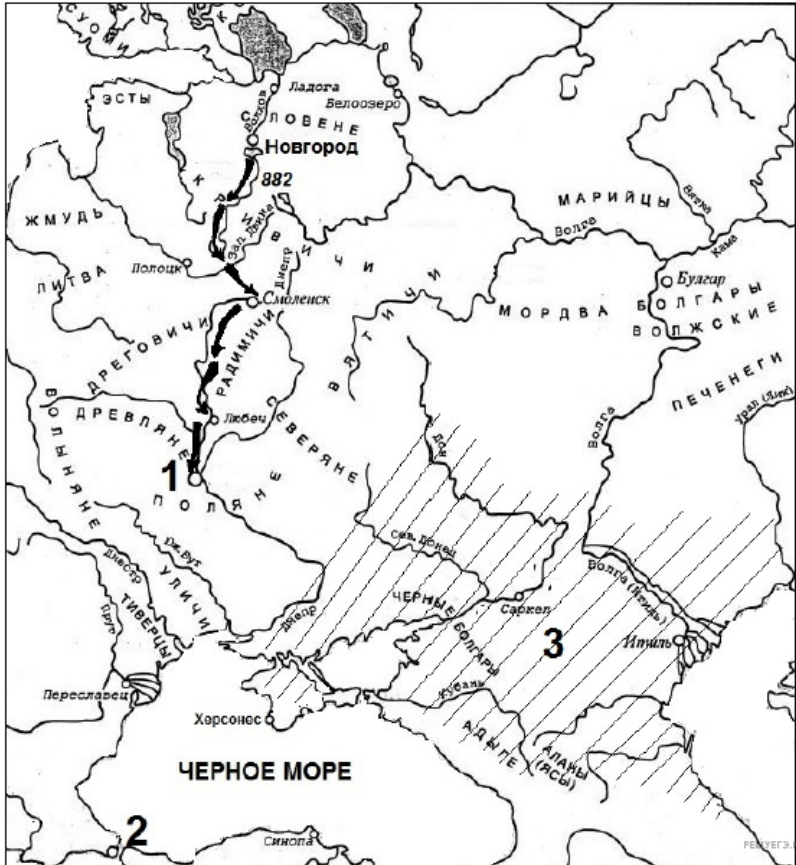 СУОМИ
К
Ладога
Белоозеро
ЭСТЫ
Волхов
СЛОВЕНЕ
Новгород
882
КРИВИЧИ
Зап. Двина
Днепр
ЖМУДЬ
ЛИТВА
Полоцк
Смоленск
МАРИЙЦЫ
Вятка
Волга
Кама
Булгар
МОРДВА
БОЛГАРЫ
ВОЛЖСКИЕ
ВЯТИЧИ
ДРЕГОВИЧИ
РАДИМИЧИ
ПЕЧЕНЕГИ
Урал (Яик)
Волга
ВОЛЫНЯНЕ
ДРЕВЛЯНЕ
Любеч
СЕВЕРЯНЕ
Дон
1
ПОЛЯНЕ
Сев. Донец
Юж. Буг
УЛИЧИ
Днестр
ТИВЕРЦЫ
Прут
Днепр
ЧЕРНЫЕ БОЛГАРЫ
Саркел
Волга (Итиль)
3
Итиль
Кубань
Переславец
Херсонес
АДЫГЕ
АЛАНЫ
(ЯСЫ)
ЧЕРНОЕ МОРЕ
2
Синопа